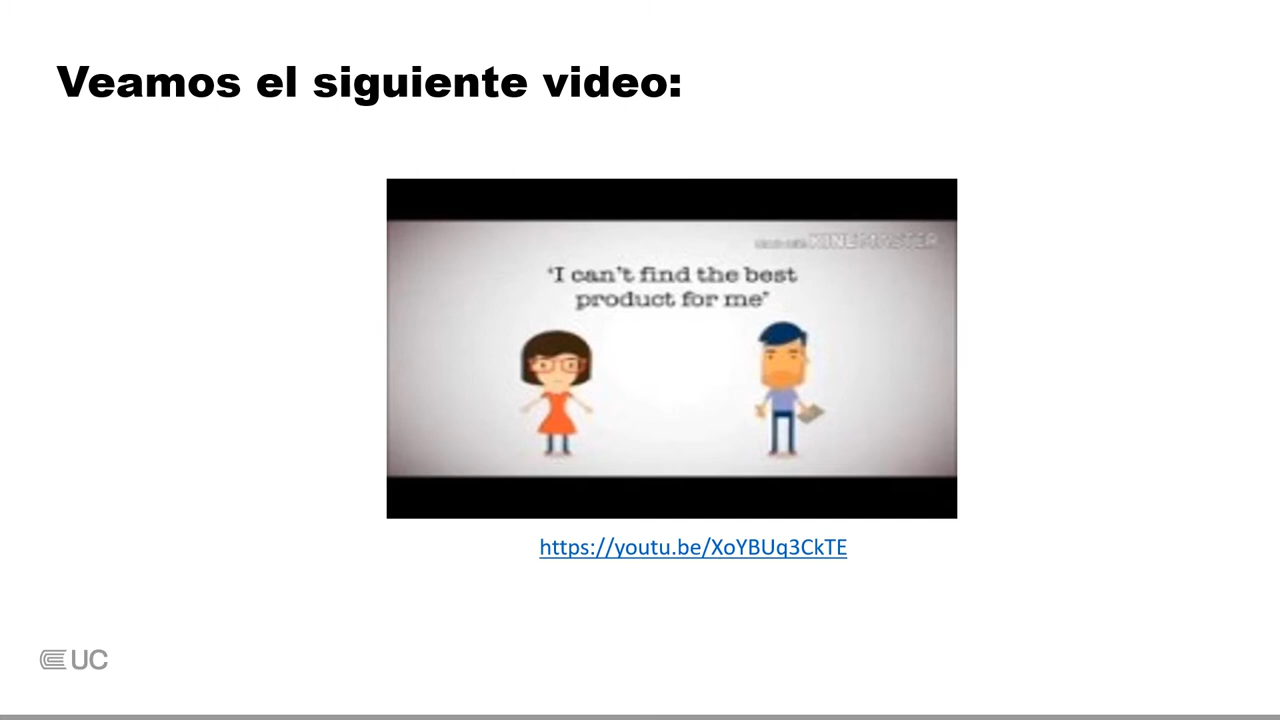 Veamos el siguiente video:
KINEMASTER
"I can't find the best
product for me"
https://youtu.be/XoYBUq3CkTE
UC